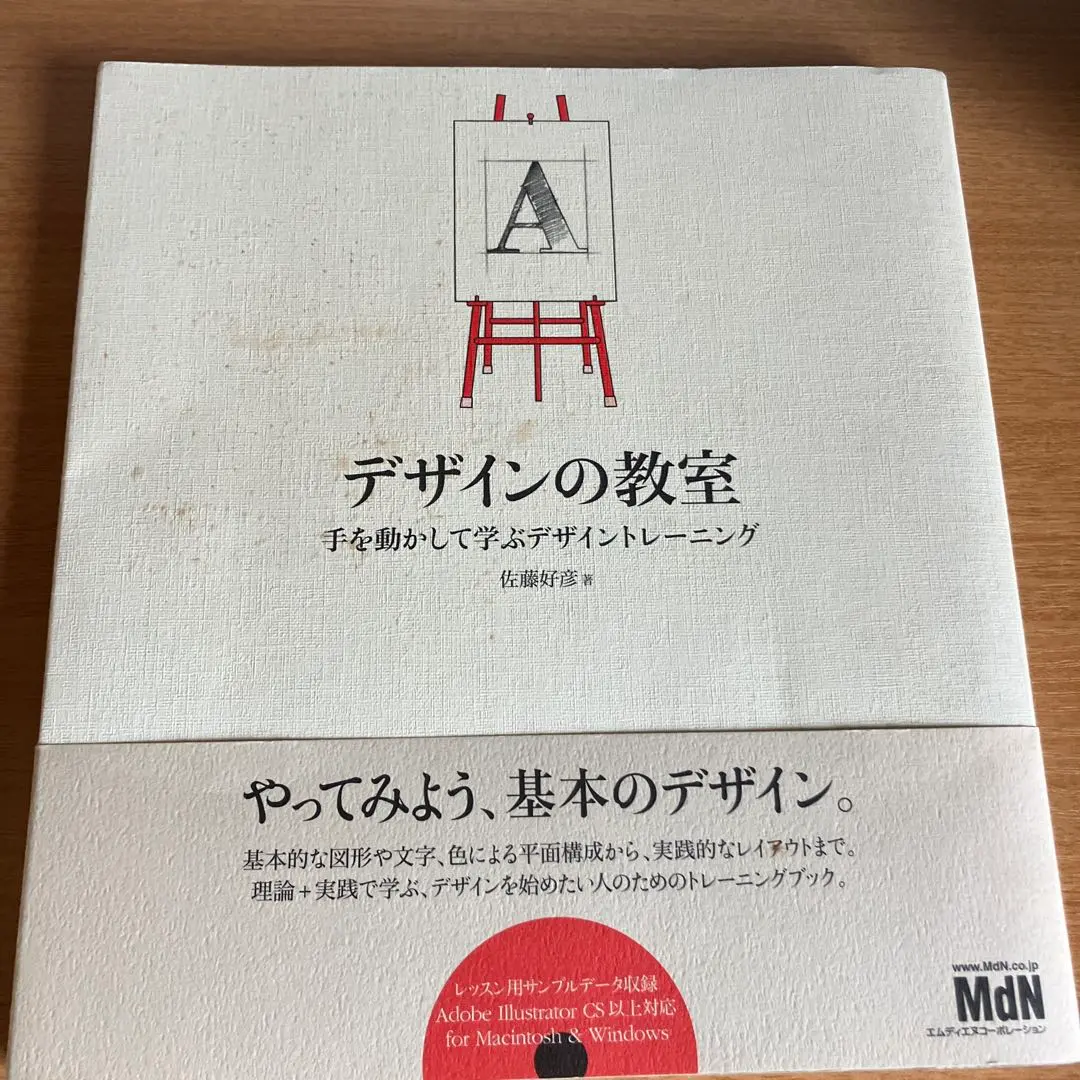 A
デザインの教室
手を動かして学ぶデザイントレーニング
佐藤好彦 著
やってみよう、基本のデザイン。
基本的な図形や文字、色による平面構成から、実践的なレイアウトまで。
理論+実践で学ぶ、デザインを始めたい人のためのトレーニングブック。
レッスン用サンプルデータ収録
Adobe Illustrator CS 以上対応
for Macintosh & Windows
www.MdN.co.jp
MdN
エムディエヌコーポレーション